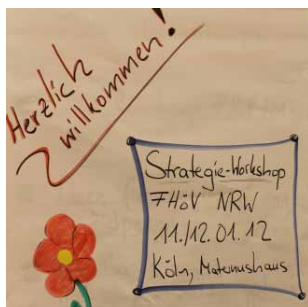 Herzlich
willkommen!
Strategie-Workshop
FHöV NRW
11./12.01.12
Köln, Maternushaus